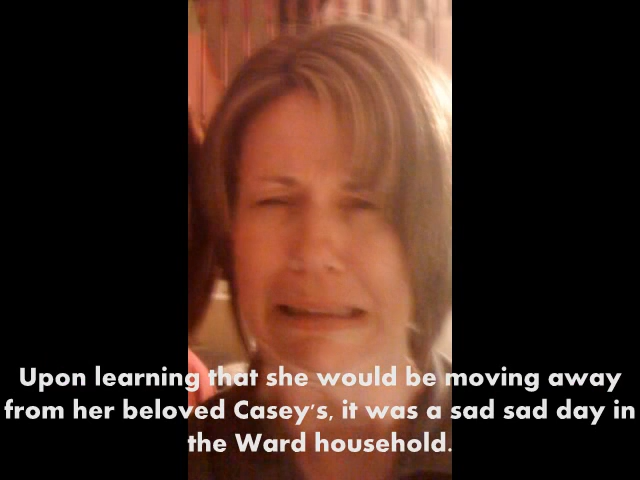 Upon learning that she would be moving away
from her beloved Casey's, it was a sad sad day in
the Ward household.